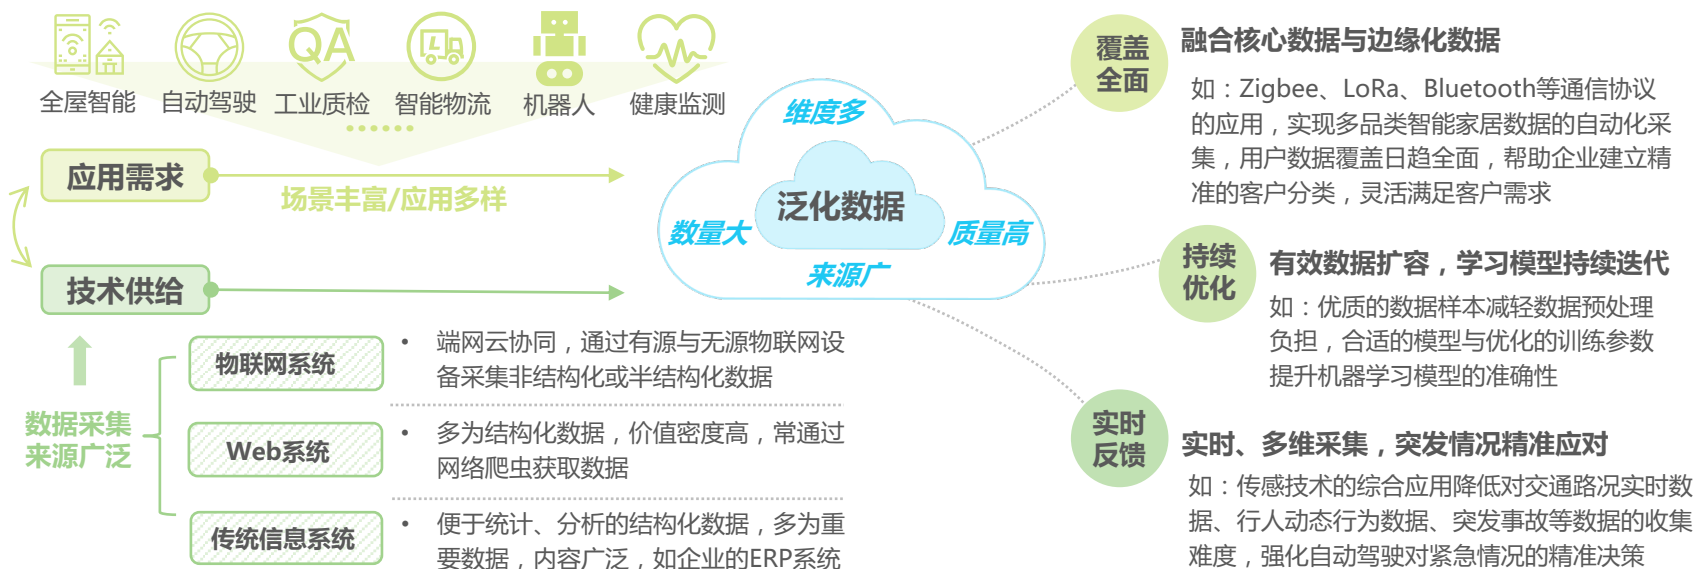 QA
全屋智能 自动驾驶 工业质检 智能物流 机器人 健康监测
应用需求
场景丰富/应用多样
技术供给
数据采集
来源广泛
物联网系统
• 端网云协同，通过有源与无源物联网设
备采集非结构化或半结构化数据
Web系统
• 多为结构化数据，价值密度高，常通过
网络爬虫获取数据
传统信息系统
• 便于统计、分析的结构化数据，多为重
要数据，内容广泛，如企业的ERP系统
维度多
泛化数据
数量大
质量高
来源广
覆盖
全面
融合核心数据与边缘化数据
如：Zigbee、LoRa、Bluetooth等通信协议
的应用，实现多品类智能家居数据的自动化采
集，用户数据覆盖日趋全面，帮助企业建立精
准的客户分类，灵活满足客户需求
持续
优化
有效数据扩容，学习模型持续迭代
如：优质的数据样本减轻数据预处理
负担，合适的模型与优化的训练参数
提升机器学习模型的准确性
实时
反馈
实时、多维采集，突发情况精准应对
如：传感技术的综合应用降低对交通路况实时数
据、行人动态行为数据、突发事故等数据的收集
难度，强化自动驾驶对紧急情况的精准决策